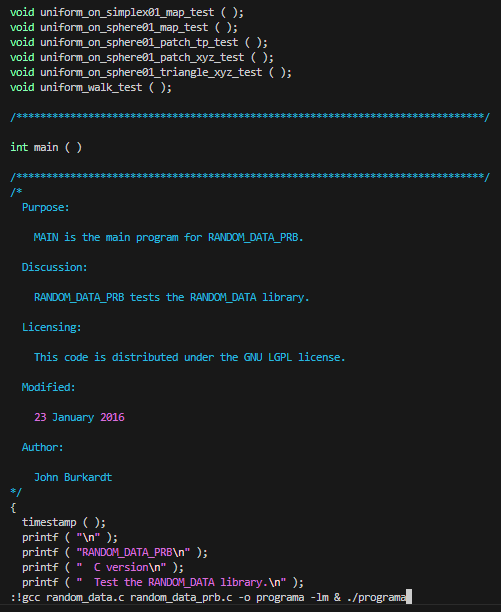 void uniform_on_simplex01_map_test ( );
void uniform_on_sphere01_map_test ( );
void uniform_on_sphere01_patch_tp_test ( );
void uniform_on_sphere01_patch_xyz_test ( );
void uniform_on_sphere01_triangle_xyz_test ( );
void uniform_walk_test ( );
/******************************************************************************/
int main ( )
/******************************************************************************/
/*
Purpose:
MAIN is the main program for RANDOM_DATA_PRB.
Discussion:
RANDOM_DATA_PRB tests the RANDOM_DATA library.
Licensing:
This code is distributed under the GNU LGPL license.
Modified:
23 January 2016
Author:
John Burkardt
*/
{
timestamp ( );
printf ( "\n" );
printf ( "RANDOM_DATA_PRB\n" );
printf ( "  C version\n" );
printf ( "  Test the RANDOM_DATA library.\n" );
:!gcc random_data.c random_data_prb.c -o programa -lm & ./programa